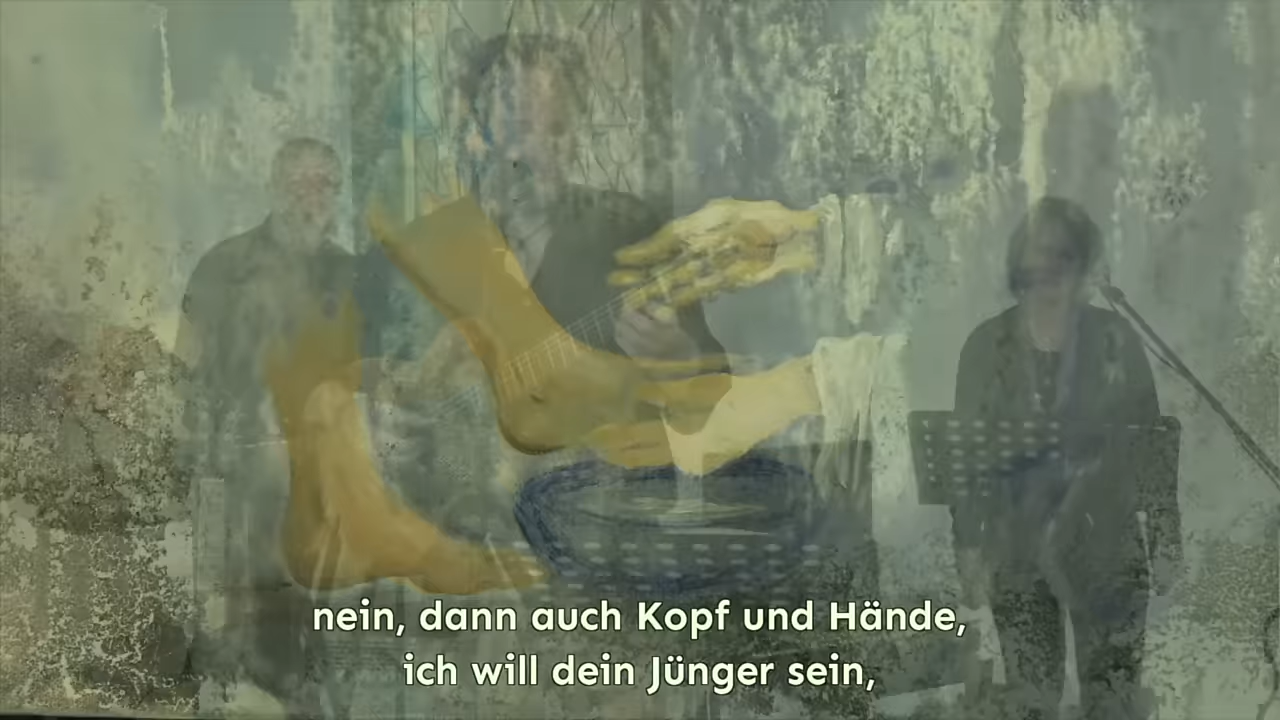 nein, dann auch Kopf und Hände,
ich will dein Jünger sein,